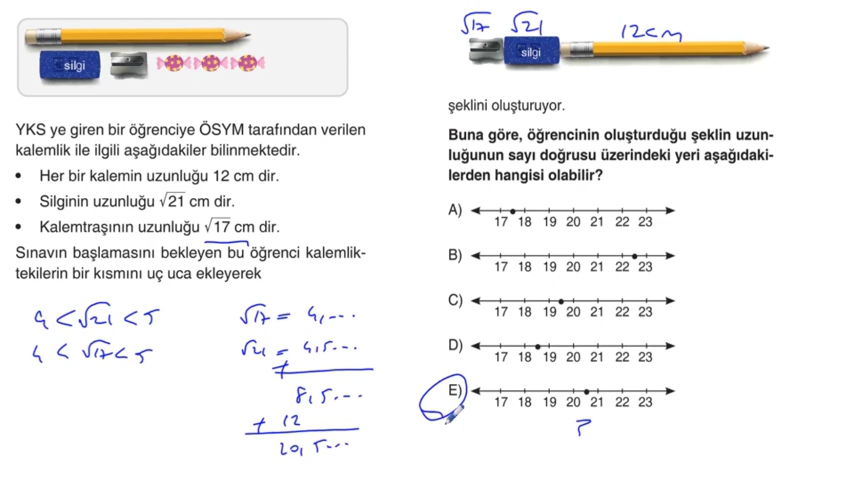 silgi
YKS ye giren bir öğrenciye ÖSYM tarafından verilen
kalemlik ile ilgili aşağıdakiler bilinmektedir.
• Her bir kalemin uzunluğu 12 cm dir.
• Silginin uzunluğu √21 cm dir.
• Kalemtraşının uzunluğu √17 cm dir.
Sınavın başlamasını bekleyen bu öğrenci kalemlik-
tekilerin bir kısmını uç uca ekleyerek
4 < √21 < 5
4 < √17 < 5
√17 = 4,...
√21 = 4,5...
+
8,5...
+ 12
20,5...
√17 √21 12cm
silgi
şeklini oluşturuyor.
Buna göre, öğrencinin oluşturduğu şeklin uzun-
luğunun sayı doğrusu üzerindeki yeri aşağıdaki-
lerden hangisi olabilir?
A) 17 18 19 20 21 22 23
B) 17 18 19 20 21 22 23
C) 17 18 19 20 21 22 23
D) 17 18 19 20 21 22 23
E) 17 18 19 20 21 22 23